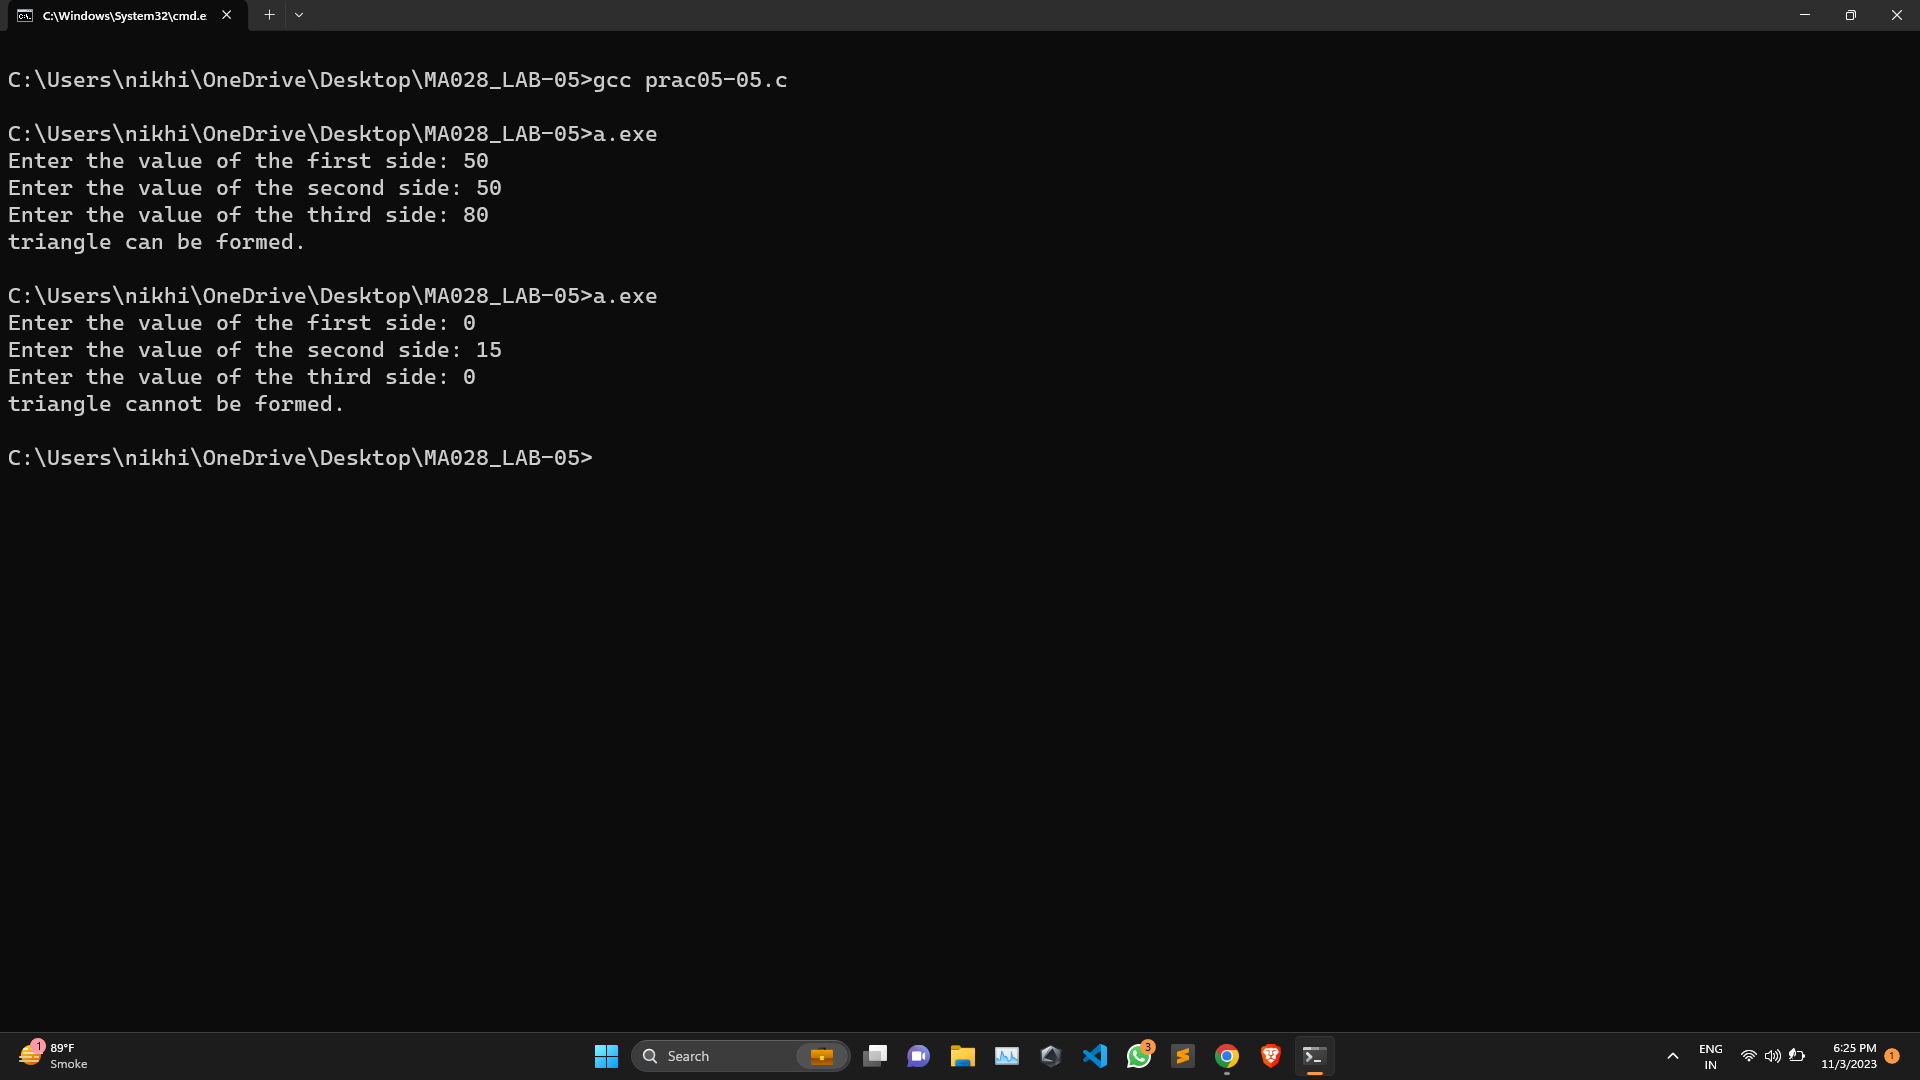 C:\Windows\System32\cmd.e
C:\Users\nikhi\OneDrive\Desktop\MA028_LAB-05>gcc prac05-05.c
C:\Users\nikhi\OneDrive\Desktop\MA028_LAB-05>a.exe
Enter the value of the first side: 50
Enter the value of the second side: 50
Enter the value of the third side: 80
triangle can be formed.
C:\Users\nikhi\OneDrive\Desktop\MA028_LAB-05>a.exe
Enter the value of the first side: 0
Enter the value of the second side: 15
Enter the value of the third side: 0
triangle cannot be formed.
C:\Users\nikhi\OneDrive\Desktop\MA028_LAB-05>
1
89°F
Smoke
Search
3
ENG
IN
6:25 PM
11/3/2023
1